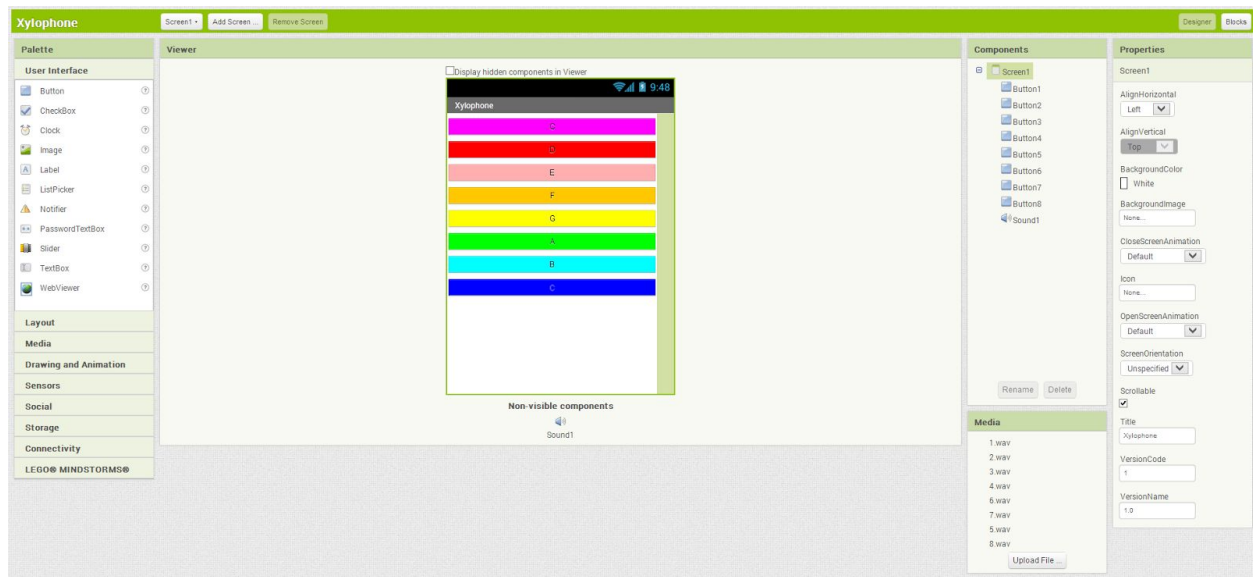 Xylophone
Screen1
Add Screen ...
Remove Screen
Designer
Blocks
Palette
User Interface
Button
CheckBox
Clock
Image
Label
ListPicker
Notifier
PasswordTextBox
Slider
TextBox
WebViewer
Layout
Media
Drawing and Animation
Sensors
Social
Storage
Connectivity
LEGO® MINDSTORMS®
Viewer
Display hidden components in Viewer
9:48
Xylophone
C
D
E
F
G
A
B
C
Non-visible components
Sound1
Components
Screen1
Button1
Button2
Button3
Button4
Button5
Button6
Button7
Button8
Sound1
Rename
Delete
Media
1.wav
2.wav
3.wav
4.wav
6.wav
7.wav
5.wav
8.wav
Upload File ...
Properties
Screen1
AlignHorizontal
Left
AlignVertical
Top
BackgroundColor
White
BackgroundImage
None...
CloseScreenAnimation
Default
Icon
None...
OpenScreenAnimation
Default
ScreenOrientation
Unspecified
Scrollable
Title
Xylophone
VersionCode
1
VersionName
1.0